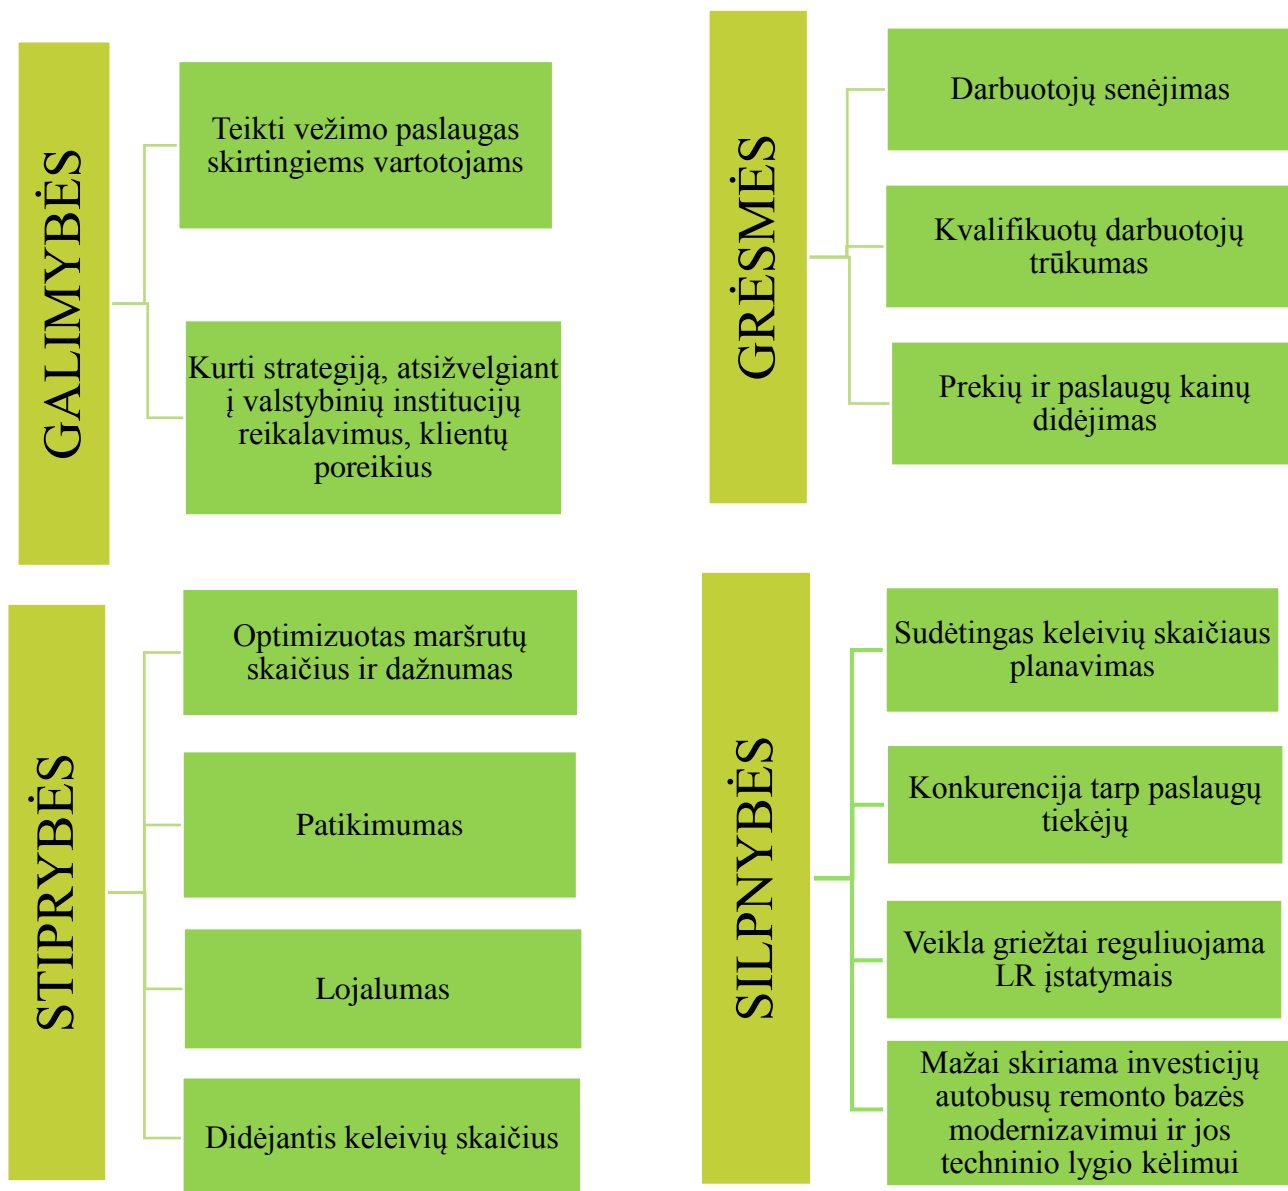 GALIMYBĖS
Teikti vežimo paslaugas
skirtingiems vartotojams
Kurti strategiją, atsižvelgiant
į valstybinių institucijų
reikalavimus, klientų
poreikius
GRĖSMĖS
Darbuotojų senėjimas
Kvalifikuotų darbuotojų
trūkumas
Prekių ir paslaugų kainų
didėjimas
STIPRYBĖS
Optimizuotas maršrutų
skaičius ir dažnumas
Patikimumas
Lojalumas
Didėjantis keleivių skaičius
SILPNYBĖS
Sudėtingas keleivių skaičiaus
planavimas
Konkurencija tarp paslaugų
tiekėjų
Veikla griežtai reguliuojama
LR įstatymais
Mažai skiriama investicijų
autobusų remonto bazės
modernizavimui ir jos
techninio lygio kėlimui